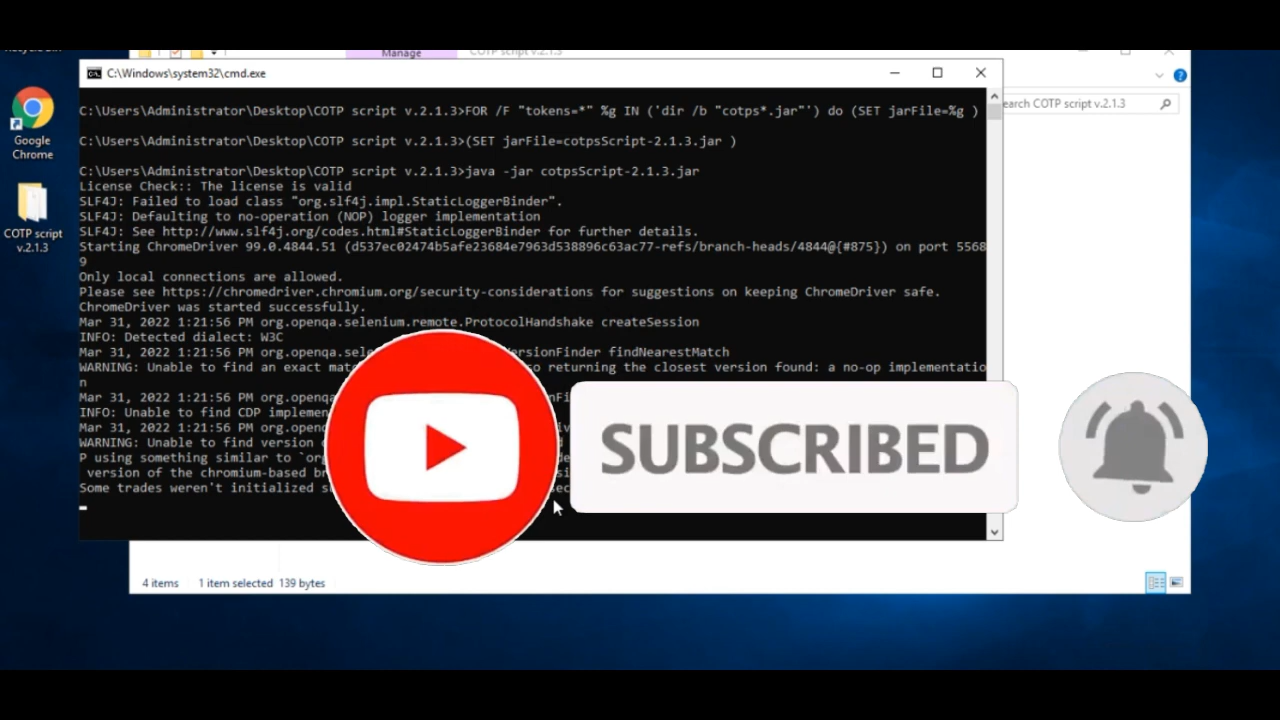 Manage
COTP script v.2.1.3
C:\Windows\system32\cmd.exe
earch COTP script v.2.1.3
Google
Chrome
COTP script
v.2.1.3
C:\Users\Administrator\Desktop\COTP script v.2.1.3>FOR /F "tokens=*" %g IN ('dir /b "cotps*.jar"') do (SET jarFile=%g )
C:\Users\Administrator\Desktop\COTP script v.2.1.3>(SET jarFile=cotpsScript-2.1.3.jar )
C:\Users\Administrator\Desktop\COTP script v.2.1.3>java -jar cotpsScript-2.1.3.jar
License Check:: The license is valid
SLF4J: Failed to load class "org.slf4j.impl.StaticLoggerBinder".
SLF4J: Defaulting to no-operation (NOP) logger implementation
SLF4J: See http://www.slf4j.org/codes.html#StaticLoggerBinder for further details.
Starting ChromeDriver 99.0.4844.51 (d537ec02474b5afe23684e7963d538896c63ac77-refs/branch-heads/4844@{#875}) on port 5568
9
Only local connections are allowed.
Please see https://chromedriver.chromium.org/security-considerations for suggestions on keeping ChromeDriver safe.
ChromeDriver was started successfully.
Mar 31, 2022 1:21:56 PM org.openqa.selenium.remote.ProtocolHandshake createSession
INFO: Detected dialect: W3C
Mar 31, 2022 1:21:56 PM org.openqa.sele ersionFinder findNearestMatch
WARNING: Unable to find an exact mat so returning the closest version found: a no-op implementatio
n
Mar 31, 2022 1:21:56 PM org.openqa.sel nFi
INFO: Unable to find CDP implemen
Mar 31, 2022 1:21:56 PM org.openqa.s
WARNING: Unable to find version
P using something similar to `org
version of the chromium-based br
Some trades weren't initialized s
SUBSCRIBED
4 items 1 item selected 139 bytes